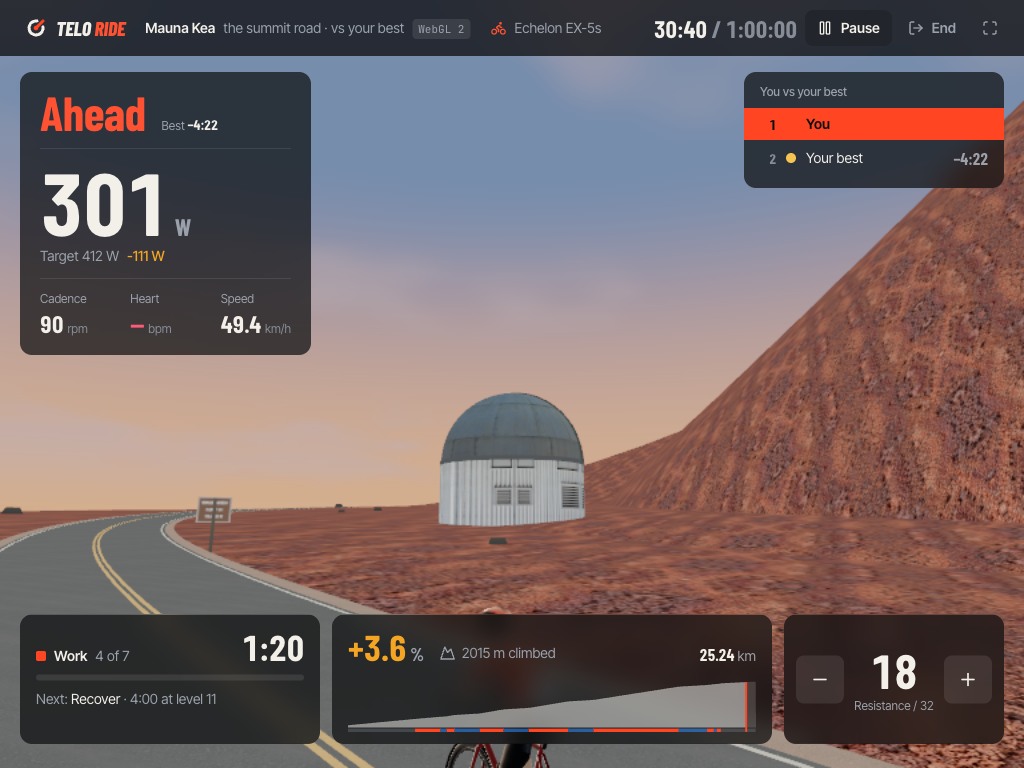 TELO RIDE Mauna Kea the summit road · vs your best WebGL 2 Echelon EX-5s 30:40 / 1:00:00 Pause End
Ahead Best −4:22
301 W
Target 412 W -111 W
Cadence Heart Speed
90 rpm — bpm 49.4 km/h
You vs your best
1 You
2 Your best −4:22
Work 4 of 7 1:20
Next: Recover · 4:00 at level 11
+3.6 % 2015 m climbed 25.24 km
− 18 +
Resistance / 32